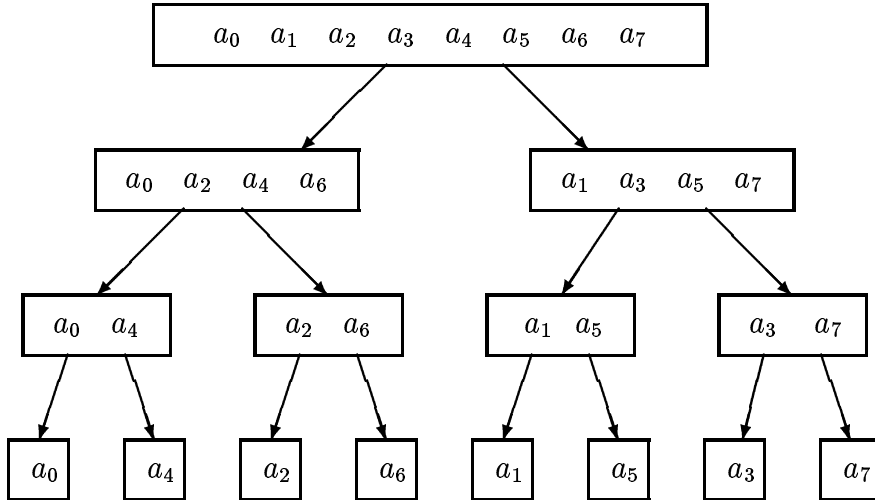 a₀ a₁ a₂ a₃ a₄ a₅ a₆ a₇
a₀ a₂ a₄ a₆ a₁ a₃ a₅ a₇
a₀ a₄ a₂ a₆ a₁ a₅ a₃ a₇
a₀ a₄ a₂ a₆ a₁ a₅ a₃ a₇